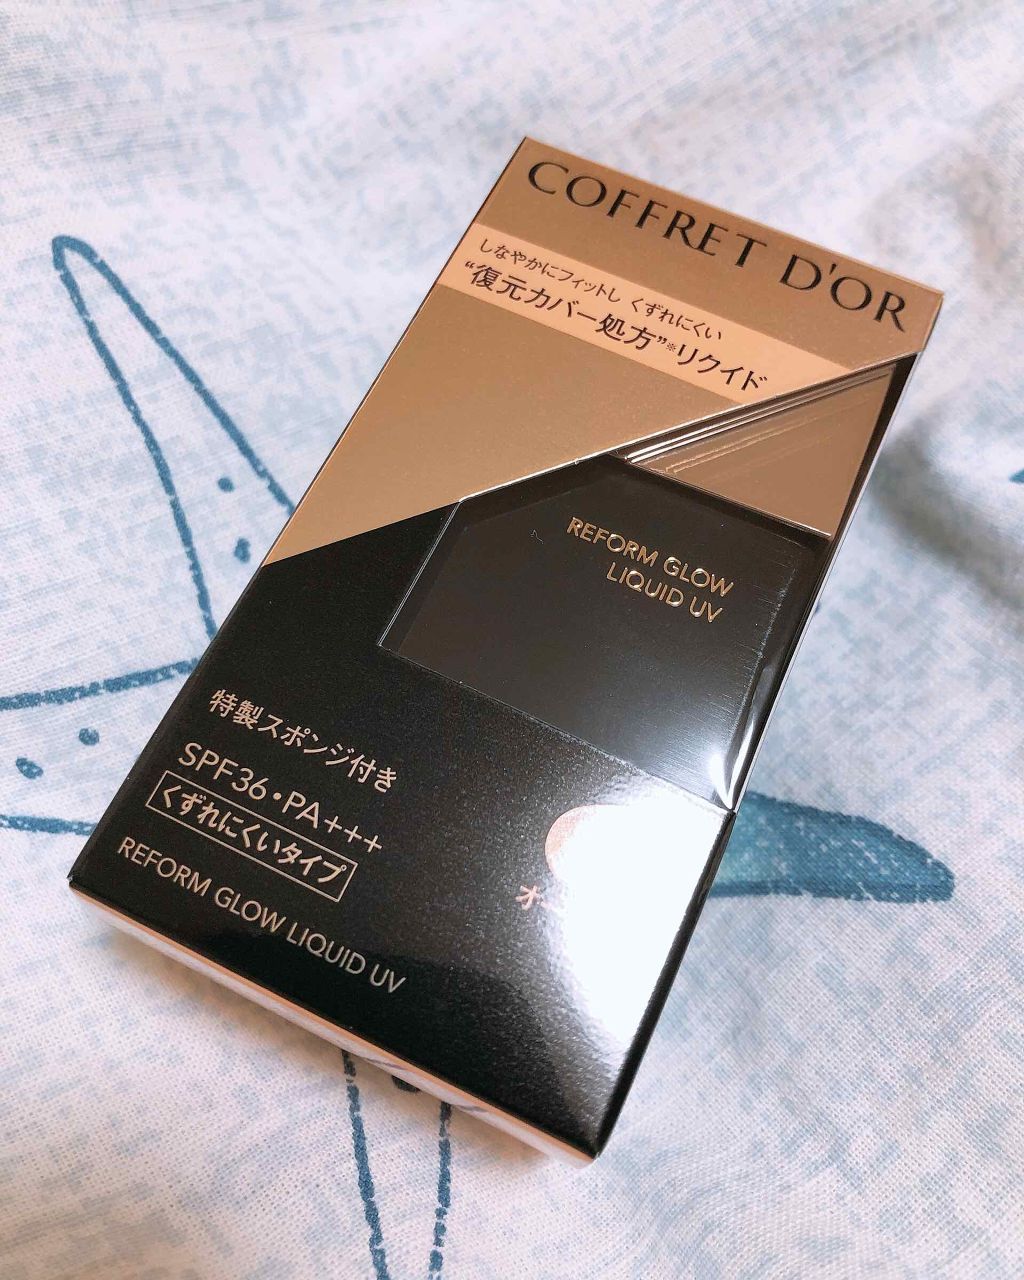 COFFRET D'OR
しなやかにフィットし くずれにくい
“復元カバー処方”※リクイド
REFORM GLOW
LIQUID UV
特製スポンジ付き
SPF36・PA+++
くずれにくいタイプ
REFORM GLOW LIQUID UV